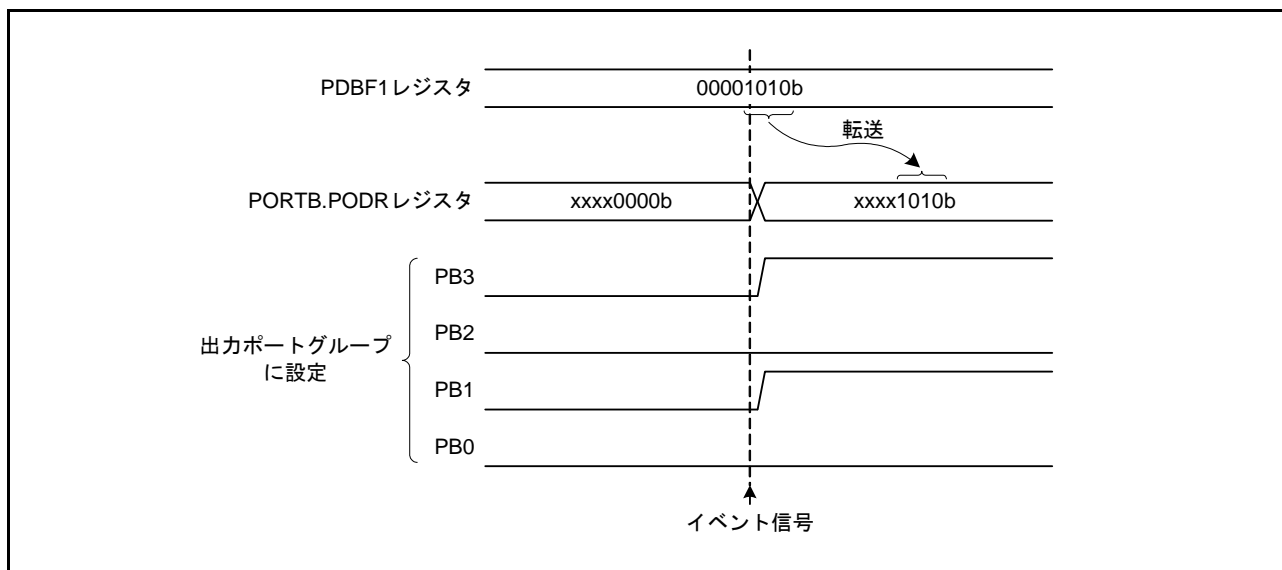 PDBF1レジスタ
00001010b
転送
PORTB.PODRレジスタ
xxxx0000b
xxxx1010b
出力ポートグループ
に設定
PB3
PB2
PB1
PB0
イベント信号